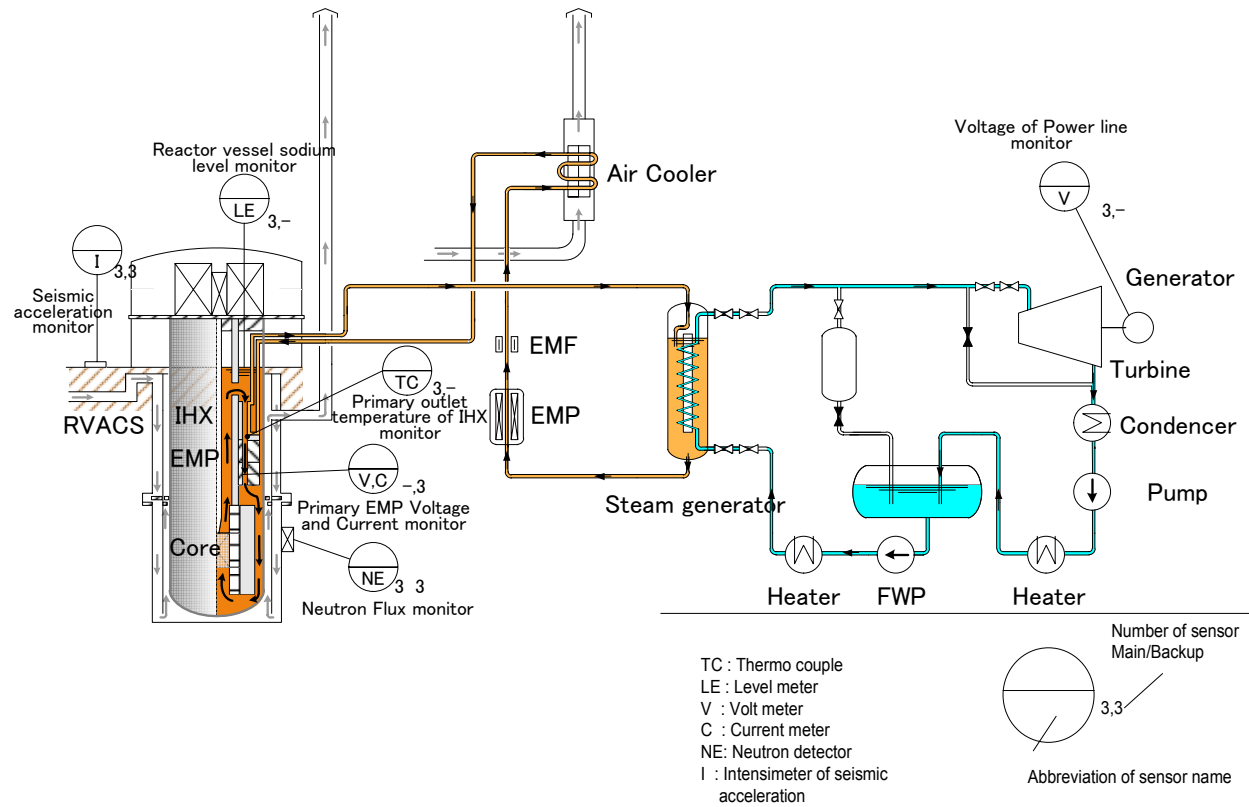 Reactor vessel sodium
level monitor
LE
3,-
I
3,3
Seismic
acceleration
monitor
RVACS
IHX
EMP
Core
TC
3,-
Primary outlet
temperature of IHX
monitor
V,C
-,3
Primary EMP Voltage
and Current monitor
NE
3 3
Neutron Flux monitor
Air Cooler
EMF
EMP
Steam generator
Voltage of Power line
monitor
V
3,-
Generator
Turbine
Condencer
Pump
Heater
FWP
Heater
TC : Thermo couple
LE : Level meter
V : Volt meter
C : Current meter
NE: Neutron detector
I : Intensimeter of seismic
acceleration
Number of sensor
Main/Backup
3,3
Abbreviation of sensor name